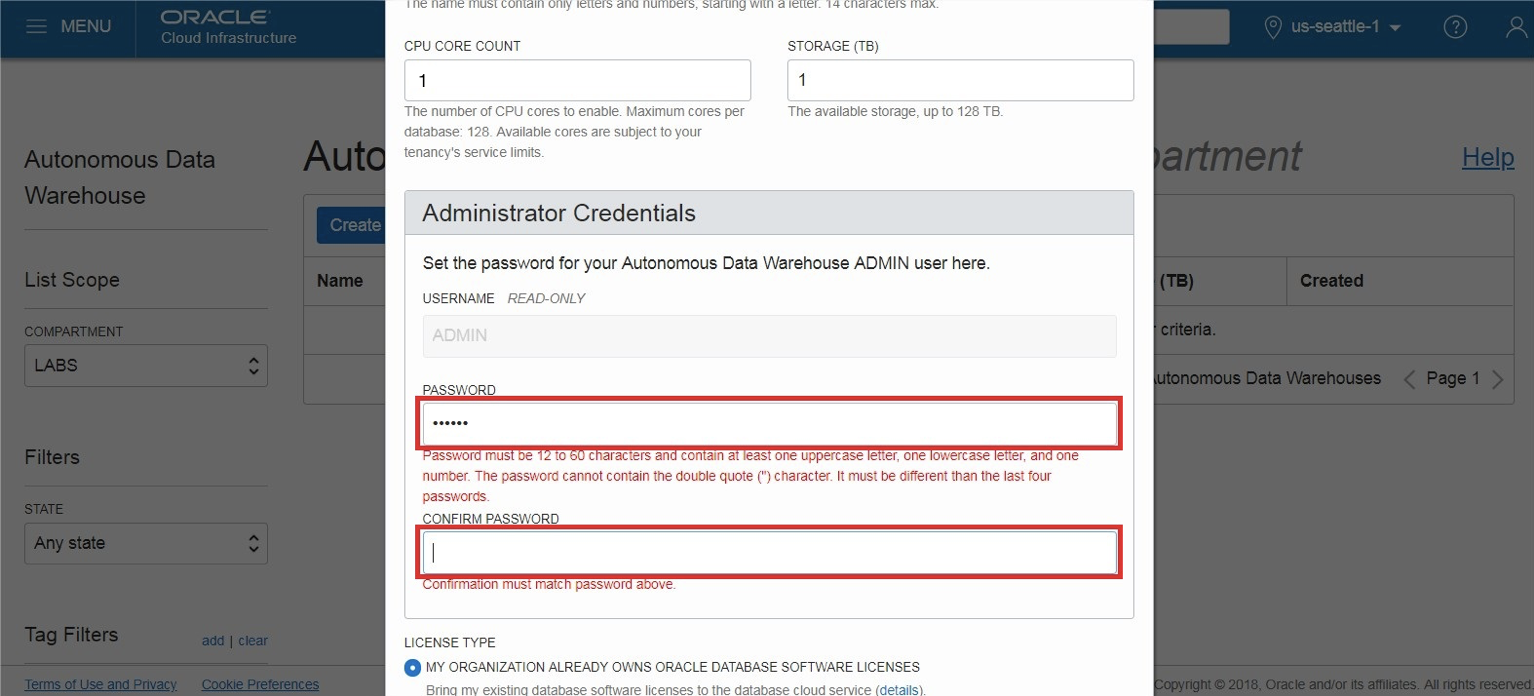 The name must contain only letters and numbers, starting with a letter. 14 characters max.
MENU
ORACLE
Cloud Infrastructure
us-seattle-1
CPU CORE COUNT
1
The number of CPU cores to enable. Maximum cores per
database: 128. Available cores are subject to your
tenancy's service limits.
STORAGE (TB)
1
The available storage, up to 128 TB.
Autonomous Data
Warehouse
List Scope
COMPARTMENT
LABS
Filters
STATE
Any state
Tag Filters
add | clear
Auto
partment
Help
Create
Name
(TB)
Created
criteria.
Autonomous Data Warehouses
Page 1
Administrator Credentials
Set the password for your Autonomous Data Warehouse ADMIN user here.
USERNAME READ-ONLY
ADMIN
PASSWORD
••••••
Password must be 12 to 60 characters and contain at least one uppercase letter, one lowercase letter, and one
number. The password cannot contain the double quote (") character. It must be different than the last four
passwords.
CONFIRM PASSWORD
Confirmation must match password above.
LICENSE TYPE
MY ORGANIZATION ALREADY OWNS ORACLE DATABASE SOFTWARE LICENSES
Bring my existing database software licenses to the database cloud service (details).
Terms of Use and Privacy
Cookie Preferences
Copyright © 2018, Oracle and/or its affiliates. All rights reserved